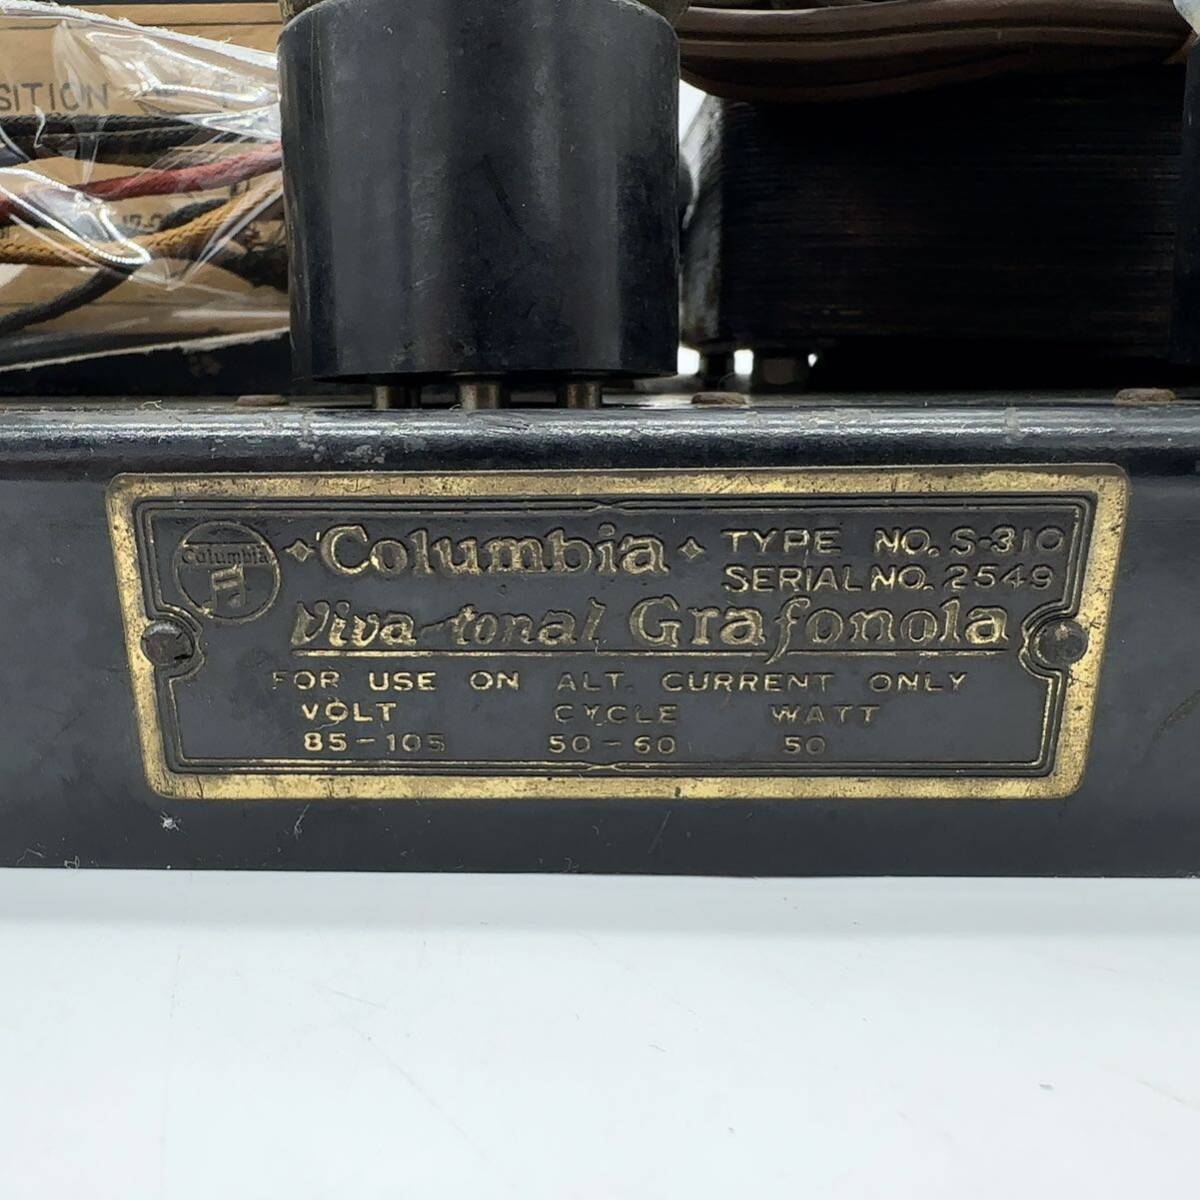 SITION
Columbia
Columbia
TYPE NO. S-310
SERIAL NO. 2549
Viva-tonal Grafonola
FOR USE ON ALT. CURRENT ONLY
VOLT CYCLE WATT
85-105 50-60 50